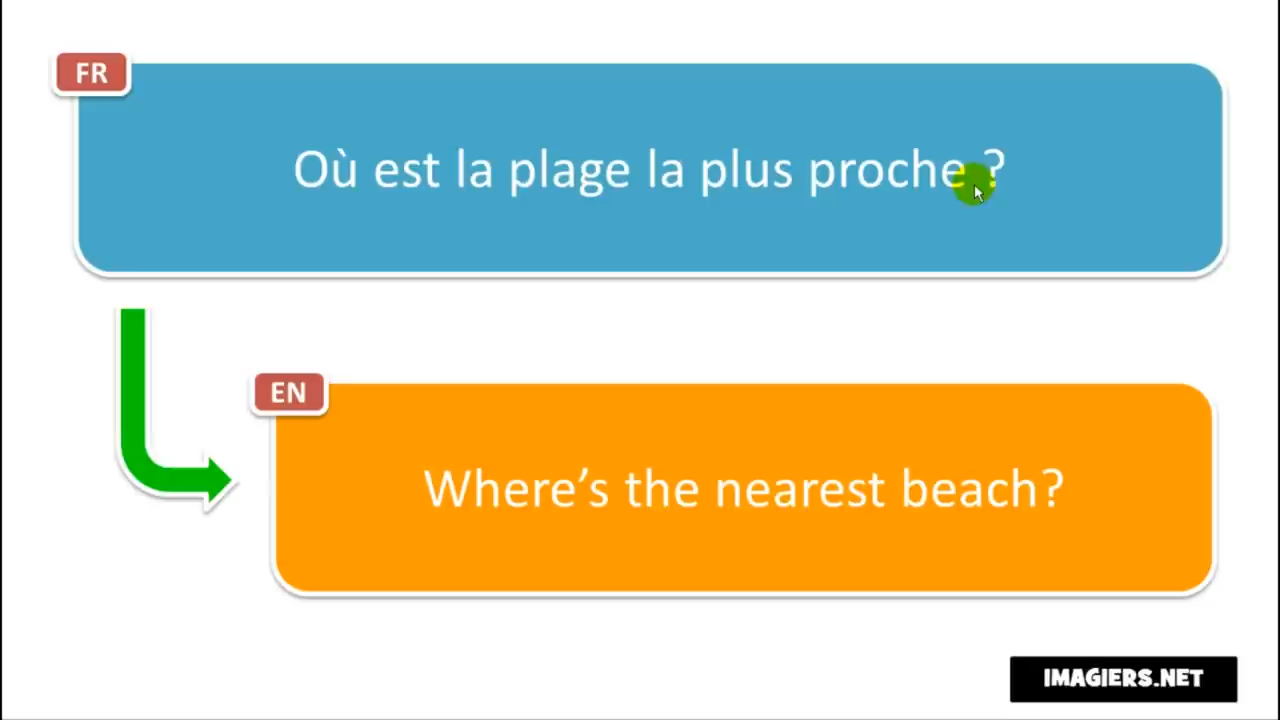 FR
Où est la plage la plus proche ?
EN
Where’s the nearest beach?
IMAGIERS.NET